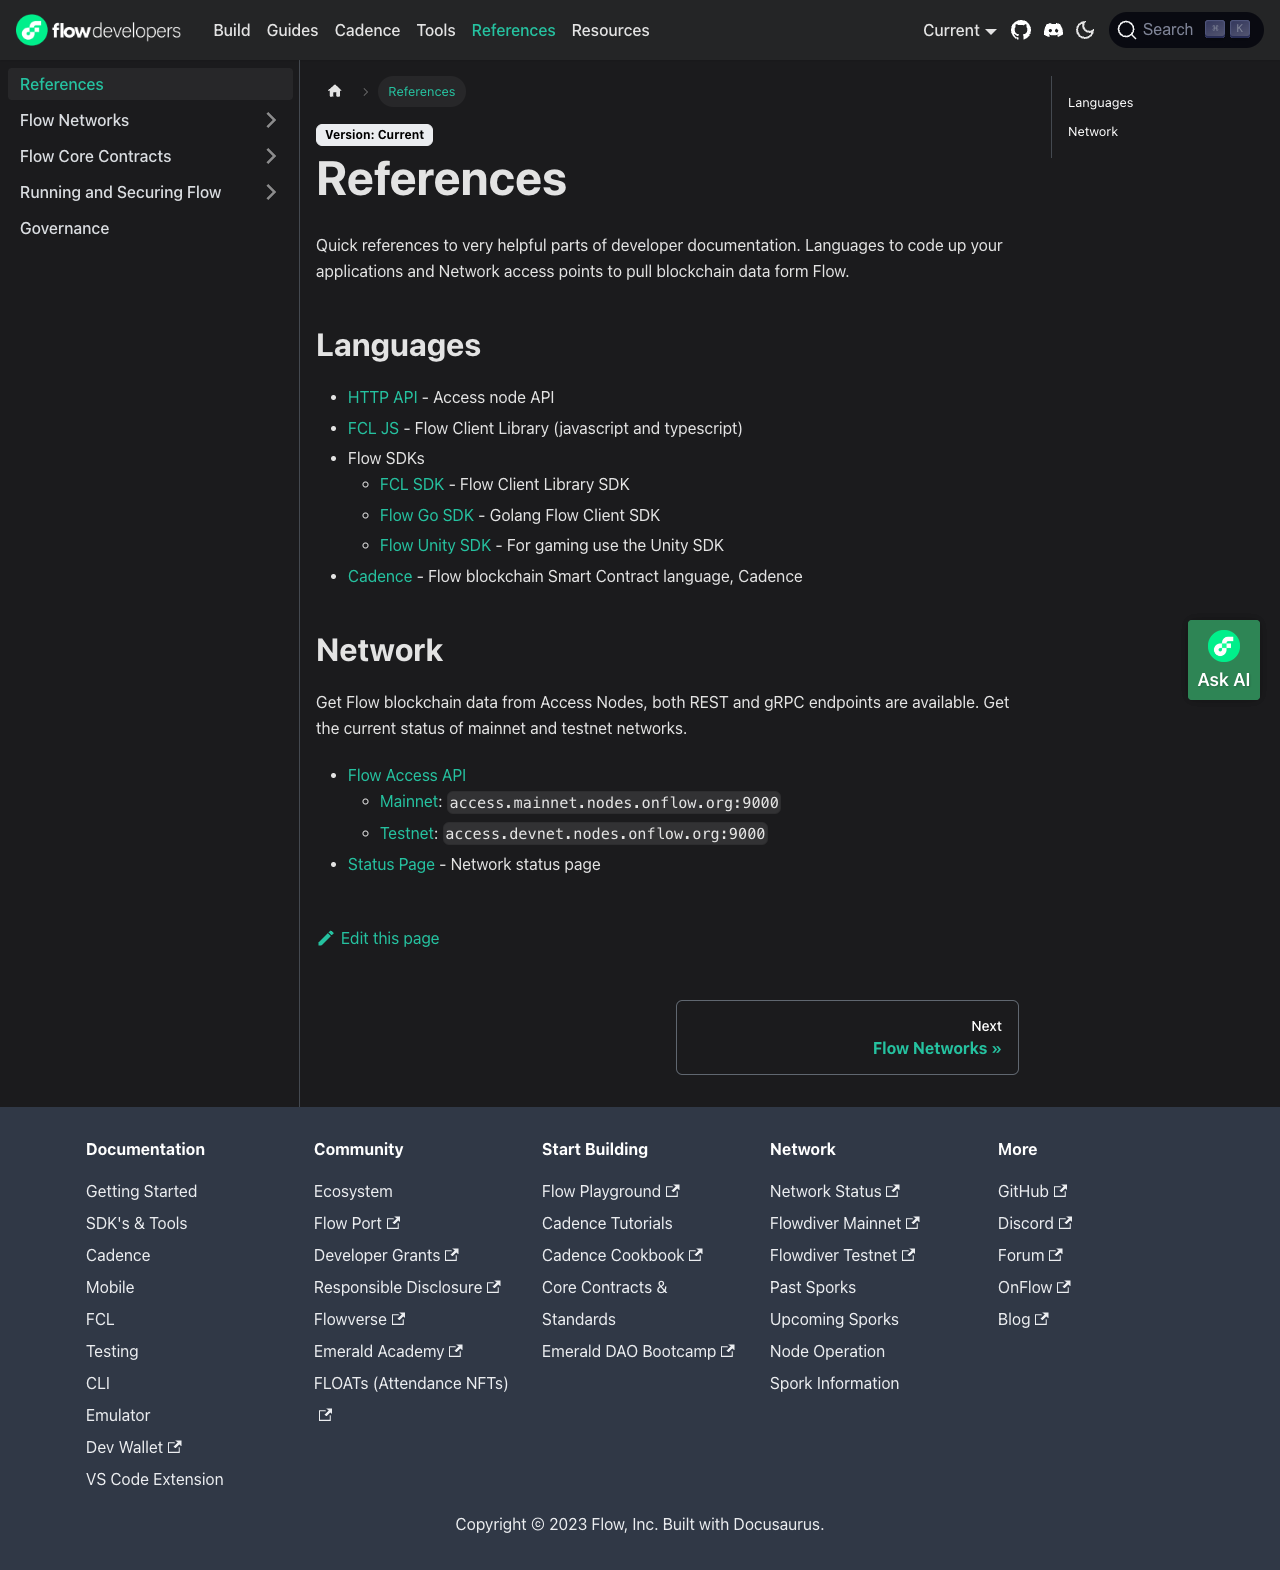 flowdevelopers
Build Guides Cadence Tools References Resources
Current
Search ⌘ K
References
Flow Networks
Flow Core Contracts
Running and Securing Flow
Governance
References
Version: Current
References
Quick references to very helpful parts of developer documentation. Languages to code up your
applications and Network access points to pull blockchain data form Flow.
Languages
HTTP API - Access node API
FCL JS - Flow Client Library (javascript and typescript)
Flow SDKs
FCL SDK - Flow Client Library SDK
Flow Go SDK - Golang Flow Client SDK
Flow Unity SDK - For gaming use the Unity SDK
Cadence - Flow blockchain Smart Contract language, Cadence
Network
Get Flow blockchain data from Access Nodes, both REST and gRPC endpoints are available. Get
the current status of mainnet and testnet networks.
Flow Access API
Mainnet: access.mainnet.nodes.onflow.org:9000
Testnet: access.devnet.nodes.onflow.org:9000
Status Page - Network status page
Edit this page
Next
Flow Networks »
Languages
Network
Ask AI
Documentation
Getting Started
SDK's & Tools
Cadence
Mobile
FCL
Testing
CLI
Emulator
Dev Wallet
VS Code Extension
Community
Ecosystem
Flow Port
Developer Grants
Responsible Disclosure
Flowverse
Emerald Academy
FLOATs (Attendance NFTs)
Start Building
Flow Playground
Cadence Tutorials
Cadence Cookbook
Core Contracts &
Standards
Emerald DAO Bootcamp
Network
Network Status
Flowdiver Mainnet
Flowdiver Testnet
Past Sporks
Upcoming Sporks
Node Operation
Spork Information
More
GitHub
Discord
Forum
OnFlow
Blog
Copyright © 2023 Flow, Inc. Built with Docusaurus.